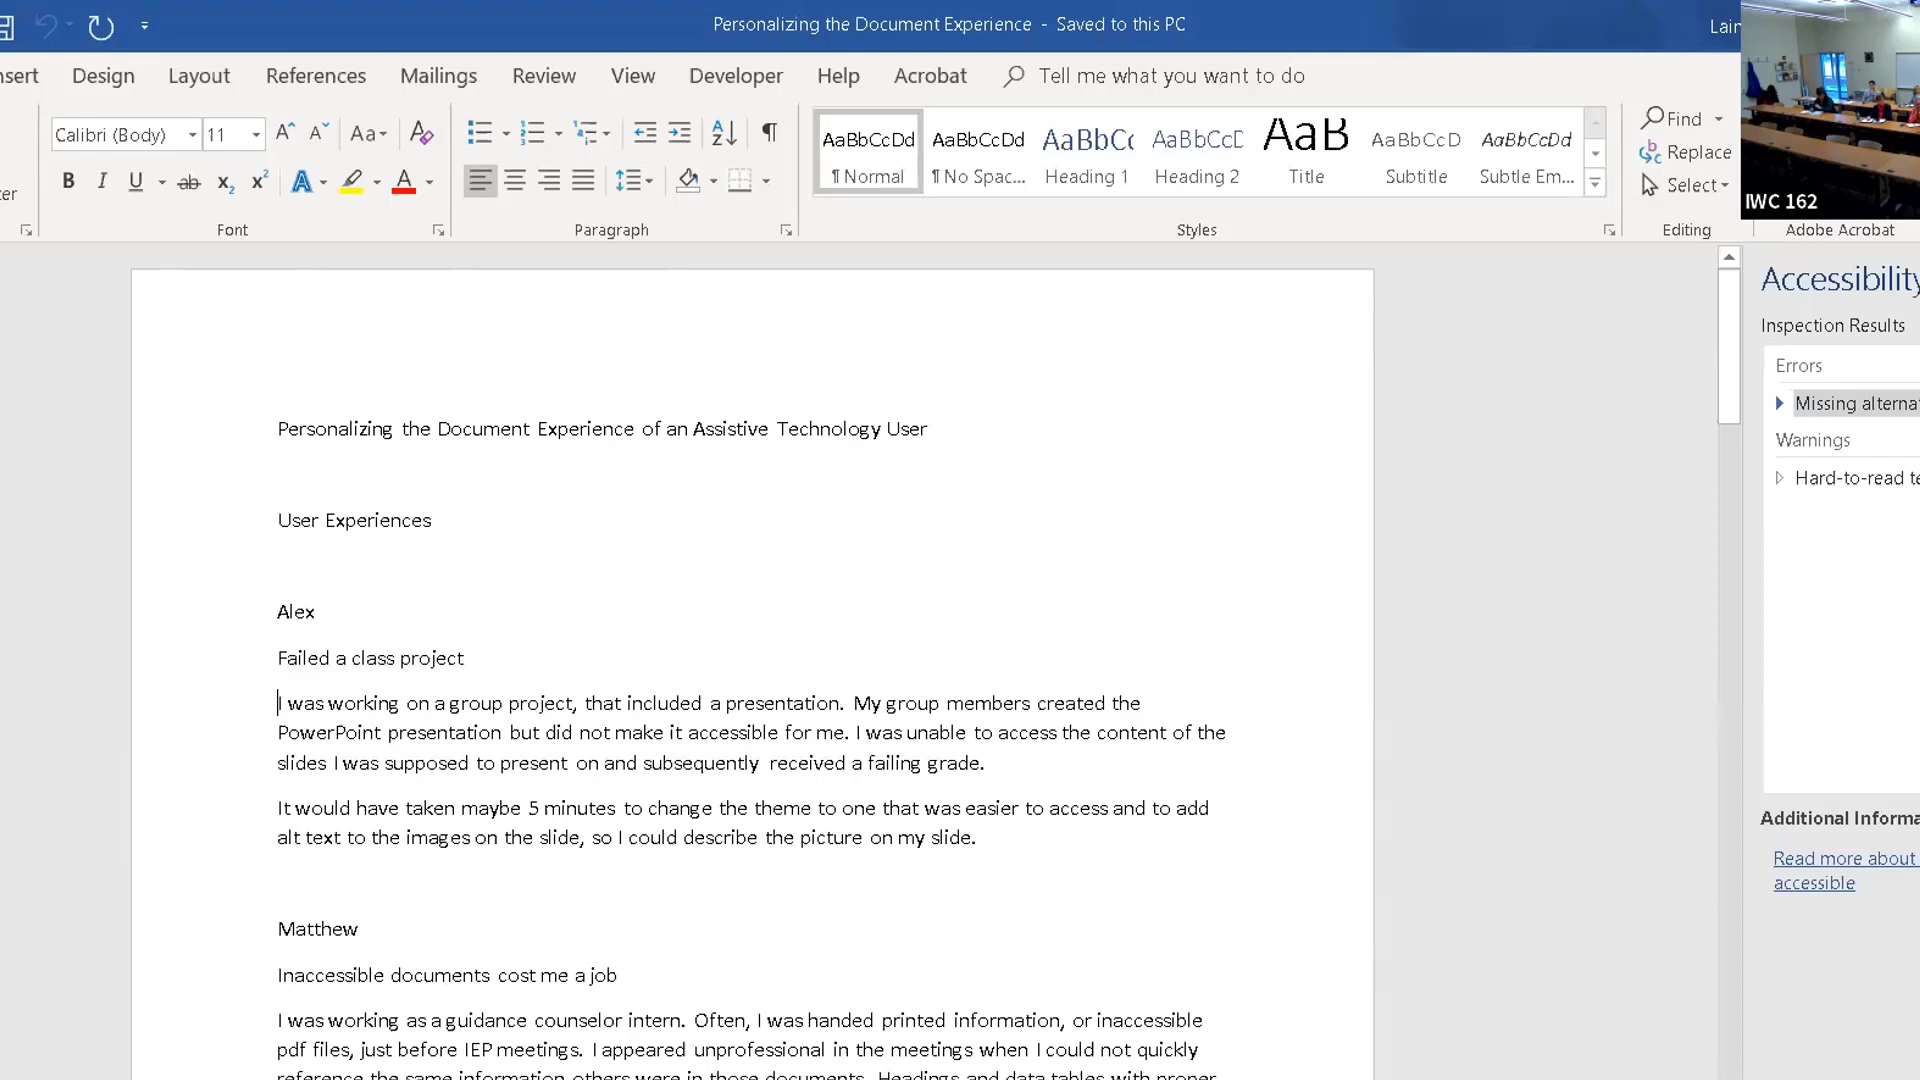 Personalizing the Document Experience - Saved to this PC
Design Layout References Mailings Review View Developer Help Acrobat Tell me what you want to do
Calibri (Body) 11 Aa
B I U ab x₂ x² A A
AaBbCcDd AaBbCcDd AaBbCc AaBbCcD AaB AaBbCcD AaBbCcDd
¶ Normal ¶ No Spac... Heading 1 Heading 2 Title Subtitle Subtle Em...
Find
Replace
Select
IWC 162
Font Paragraph Styles Editing Adobe Acrobat
Personalizing the Document Experience of an Assistive Technology User
User Experiences
Alex
Failed a class project
I was working on a group project, that included a presentation. My group members created the
PowerPoint presentation but did not make it accessible for me. I was unable to access the content of the
slides I was supposed to present on and subsequently received a failing grade.
It would have taken maybe 5 minutes to change the theme to one that was easier to access and to add
alt text to the images on the slide, so I could describe the picture on my slide.
Matthew
Inaccessible documents cost me a job
I was working as a guidance counselor intern. Often, I was handed printed information, or inaccessible
pdf files, just before IEP meetings. I appeared unprofessional in the meetings when I could not quickly
reference the same information others were in those documents. Headings and data tables with proper
Accessibility
Inspection Results
Errors
Missing
Warnings
Hard-to-read
Additional
Read more about
accessible